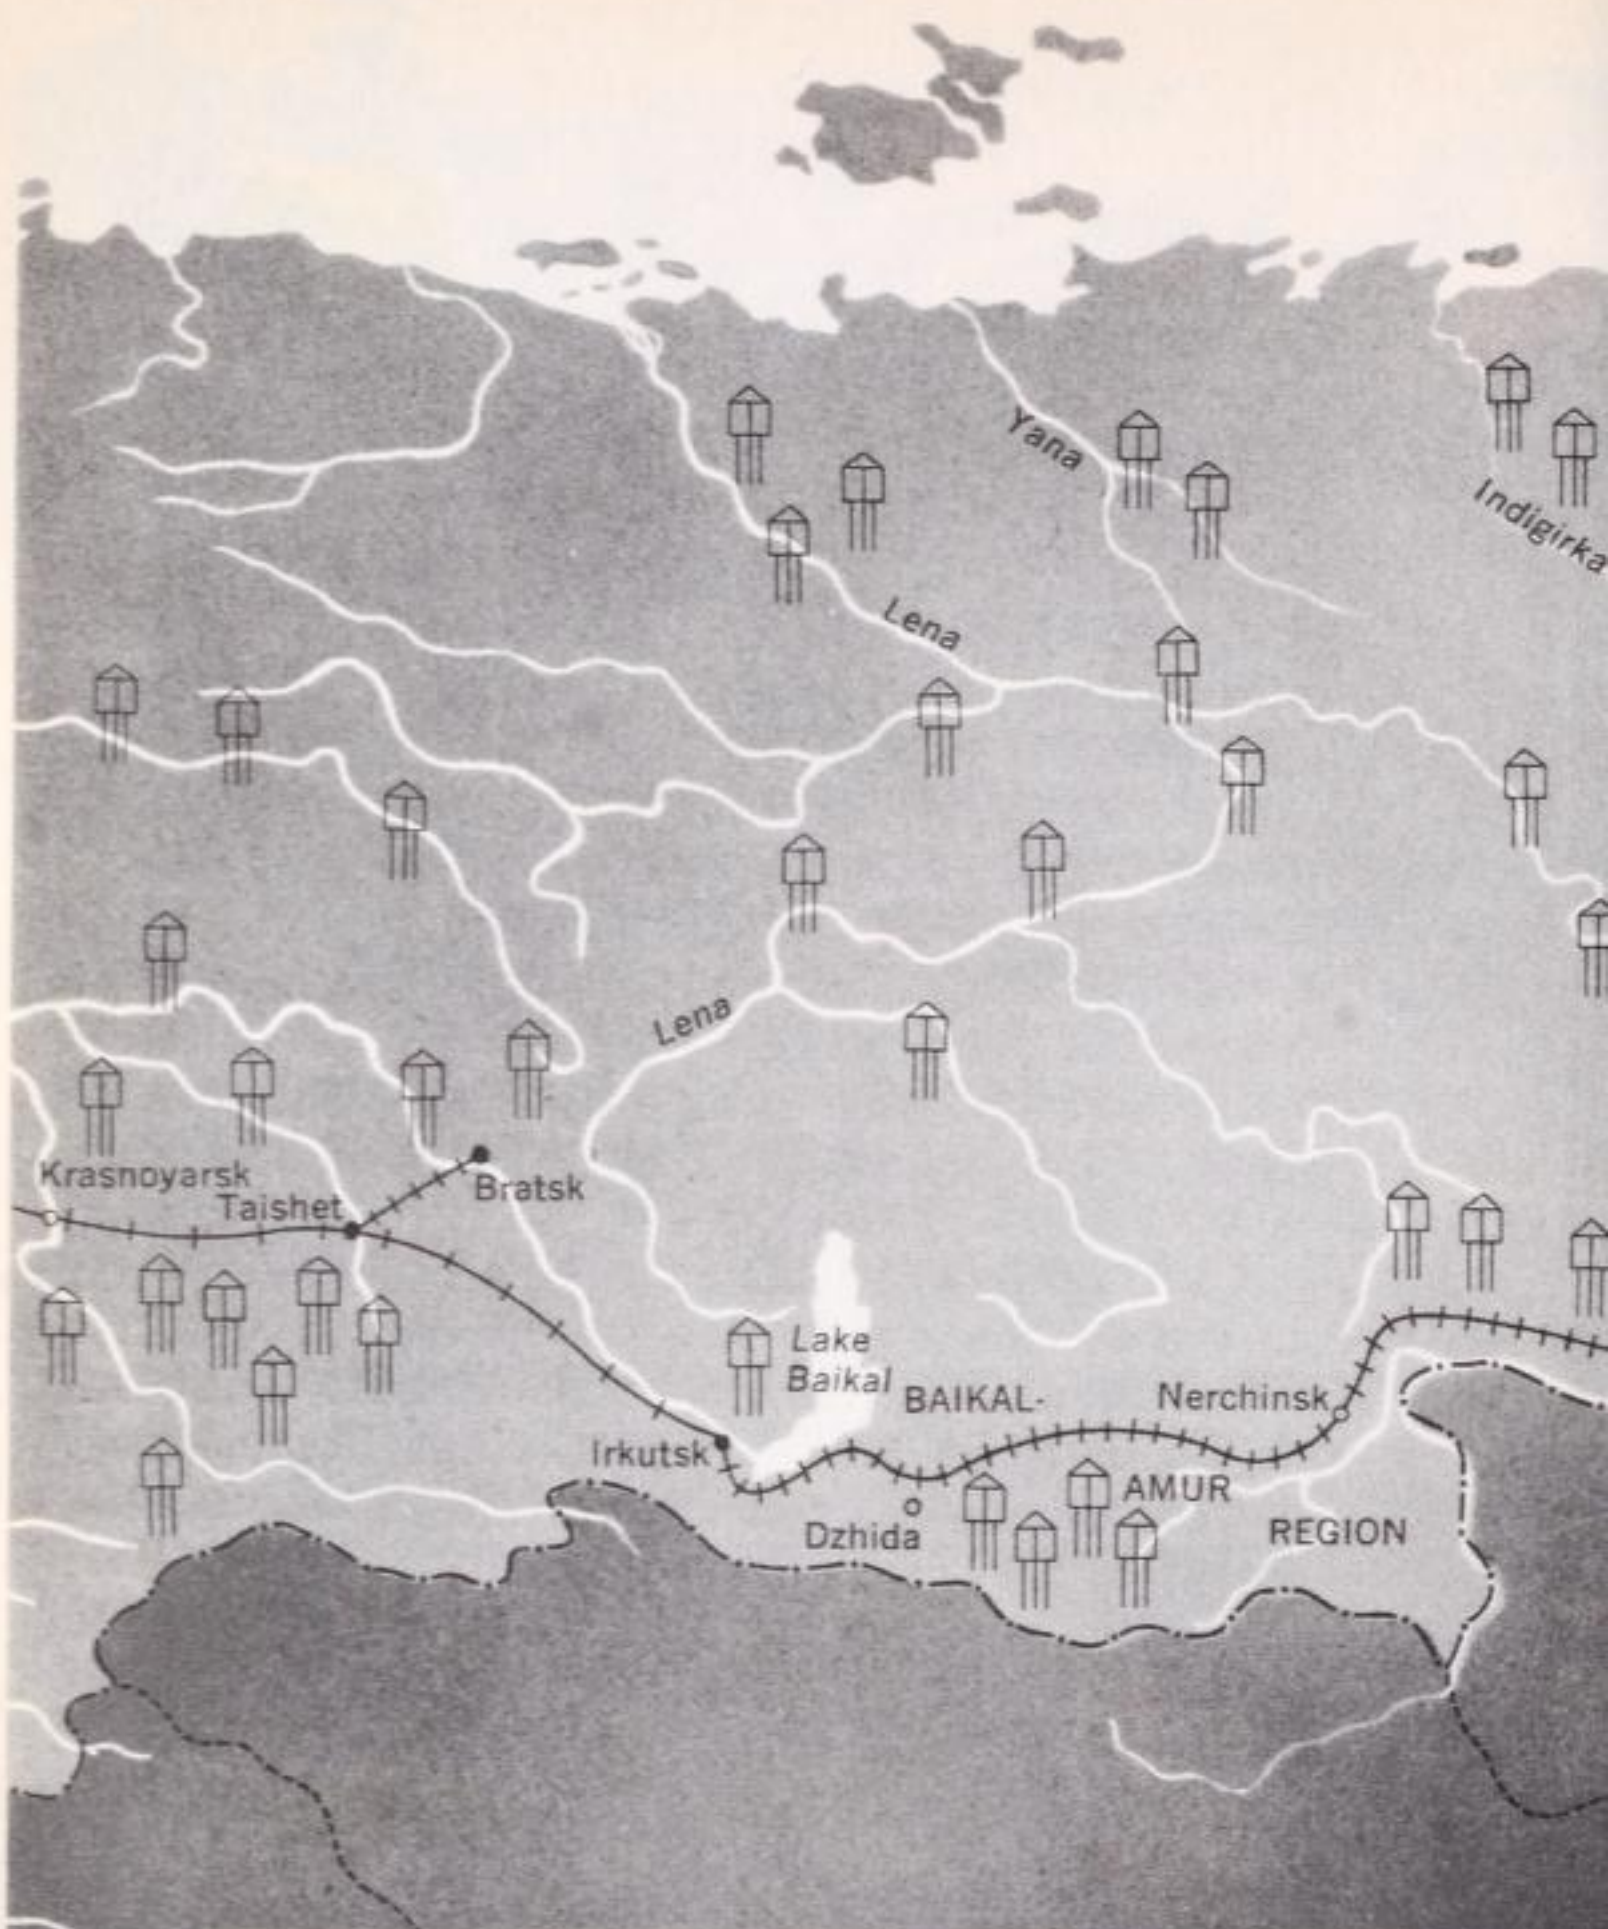 Yana
Indigirka
Lena
Lena
Krasnoyarsk
Taishet
Bratsk
Lake
Baikal
BAIKAL-
Nerchinsk
Irkutsk
AMUR
Dzhida
REGION